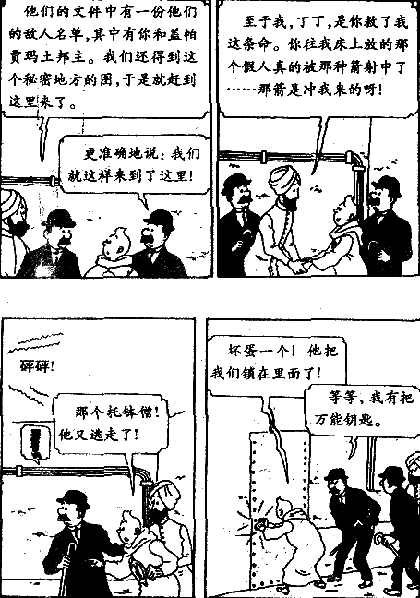 他们的文件中有一份他们
的敌人名单,其中有你和盖帕
贾玛土邦主。我们还得到这
个秘密地方的图,于是就赶到
这里来了。
更准确地说:我们
就这样来到了这里!
至于我,丁丁,是你救了我
这条命。你往我床上放的那
个假人真的被那种箭射中了
……那箭是冲我来的呀!
砰砰!
那个托钵僧!
他又逃走了!
坏蛋一个!他把
我们锁在里面了!
等等,我有把
万能钥匙。